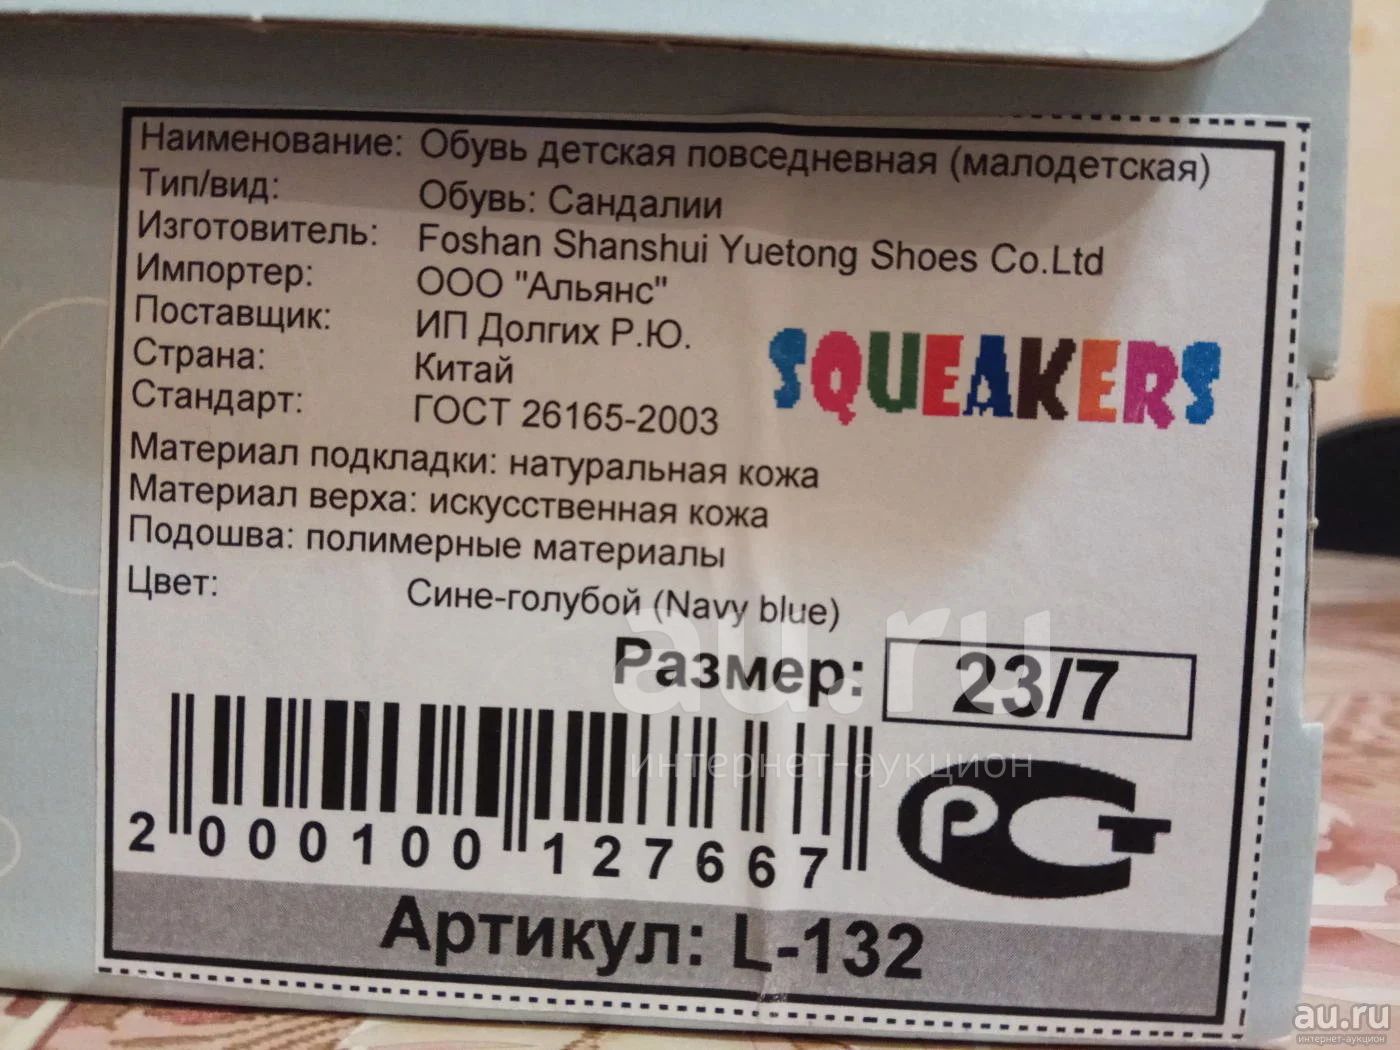 Наименование: Обувь детская повседневная (малодетская)
Тип/вид: Обувь: Сандалии
Изготовитель: Foshan Shanshui Yuetong Shoes Co.Ltd
Импортер: ООО "Альянс"
Поставщик: ИП Долгих Р.Ю.
Страна: Китай
Стандарт: ГОСТ 26165-2003
SQUEAKERS
Материал подкладки: натуральная кожа
Материал верха: искусственная кожа
Подошва: полимерные материалы
Цвет: Сине-голубой (Navy blue)
Размер: 23/7
au.ru
интернет-аукцион
2 000100 127667
РСТ
Артикул: L-132
au.ru
интернет-аукцион